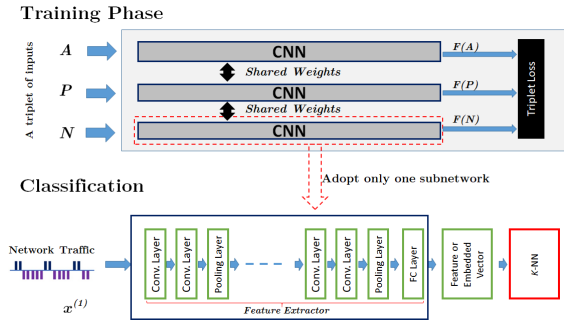 Training Phase
A triplet of inputs
A
CNN
F(A)
Shared Weights
P
CNN
F(P)
Shared Weights
N
CNN
F(N)
Triplet Loss
Adopt only one subnetwork
Classification
Network Traffic
x(1)
Conv. Layer
Conv. Layer
Pooling Layer
Conv. Layer
Conv. Layer
Pooling Layer
FC Layer
Feature Extractor
Feature or
Embedded
Vector
K-NN